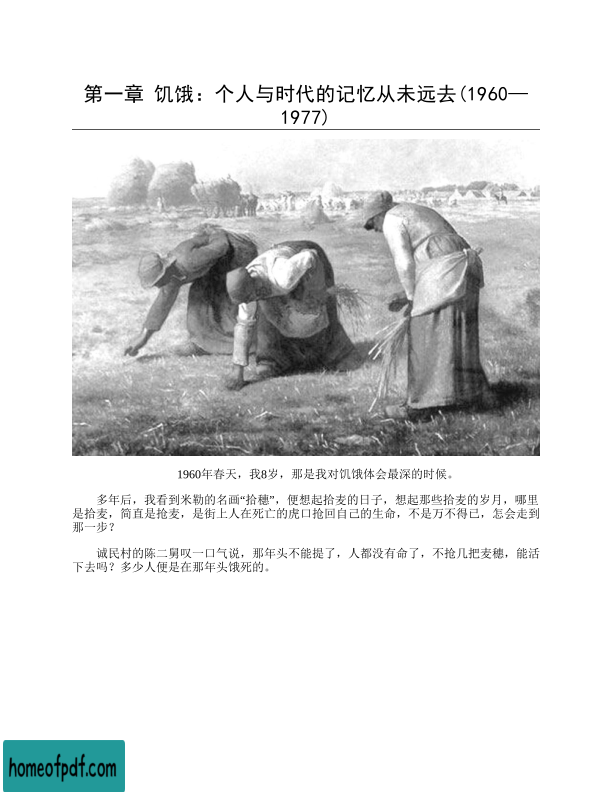 第一章 饥饿：个人与时代的记忆从未远去(1960—
1977)
1960年春天，我8岁，那是我对饥饿体会最深的时候。
多年后，我看到米勒的名画“拾穗”，便想起拾麦的日子，想起那些拾麦的岁月，哪里
是拾麦，简直是抢麦，是街上人在死亡的虎口抢回自己的生命，不是万不得已，怎会走到
那一步？
诚民村的陈二舅叹一口气说，那年头不能提了，人都没有命了，不抢几把麦穗，能活
下去吗？多少人便是在那年头饿死的。
homeofpdf.com